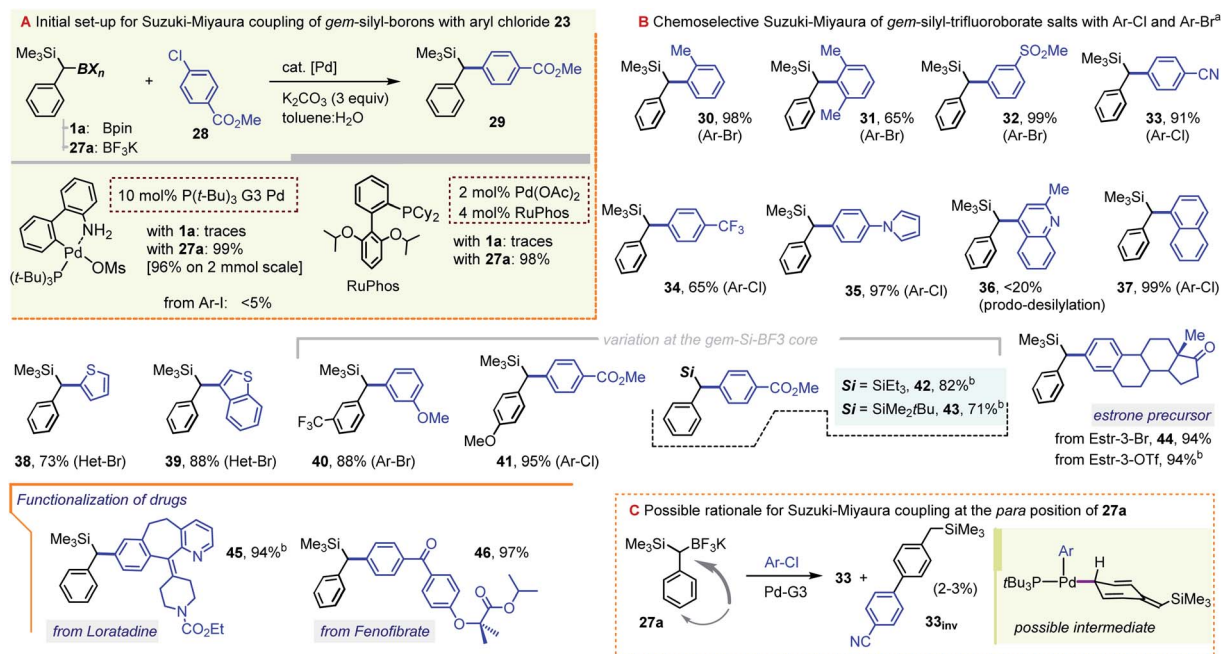 A Initial set-up for Suzuki-Miyaura coupling of gem-silyl-borons with aryl chloride 23
Me3Si
BXn
1a: Bpin
27a: BF3K
+
Cl
CO2Me
28
cat. [Pd]
K2CO3 (3 equiv)
toluene:H2O
Me3Si
CO2Me
29
10 mol% P(t-Bu)3 G3 Pd
NH2
Pd
OMs
(t-Bu)3P
with 1a: traces
with 27a: 99%
[96% on 2 mmol scale]
from Ar-I: <5%
PCy2
O
O
RuPhos
2 mol% Pd(OAc)2
4 mol% RuPhos
with 1a: traces
with 27a: 98%
B Chemoselective Suzuki-Miyaura of gem-silyl-trifluoroborate salts with Ar-Cl and Ar-Bra
Me3Si
Me
30, 98%
(Ar-Br)
Me3Si
Me
Me
31, 65%
(Ar-Br)
Me3Si
SO2Me
32, 99%
(Ar-Br)
Me3Si
CN
33, 91%
(Ar-Cl)
Me3Si
CF3
34, 65% (Ar-Cl)
Me3Si
N
35, 97% (Ar-Cl)
Me3Si
Me
N
36, <20%
(prodo-desilylation)
Me3Si
37, 99% (Ar-Cl)
variation at the gem-Si-BF3 core
Me3Si
S
38, 73% (Het-Br)
Me3Si
S
39, 88% (Het-Br)
Me3Si
F3C
OMe
40, 88% (Ar-Br)
Me3Si
CO2Me
MeO
41, 95% (Ar-Cl)
Si
CO2Me
Si = SiEt3, 42, 82%b
Si = SiMe2tBu, 43, 71%b
Me3Si
Me
O
estrone precursor
from Estr-3-Br, 44, 94%
from Estr-3-OTf, 94%b
Functionalization of drugs
Me3Si
N
N
CO2Et
45, 94%b
from Loratadine
Me3Si
O
O
O
O
46, 97%
from Fenofibrate
C Possible rationale for Suzuki-Miyaura coupling at the para position of 27a
Me3Si
BF3K
27a
Ar-Cl
Pd-G3
33 +
SiMe3
NC
(2-3%)
33inv
Ar
H
tBu3P
Pd
SiMe3
possible intermediate